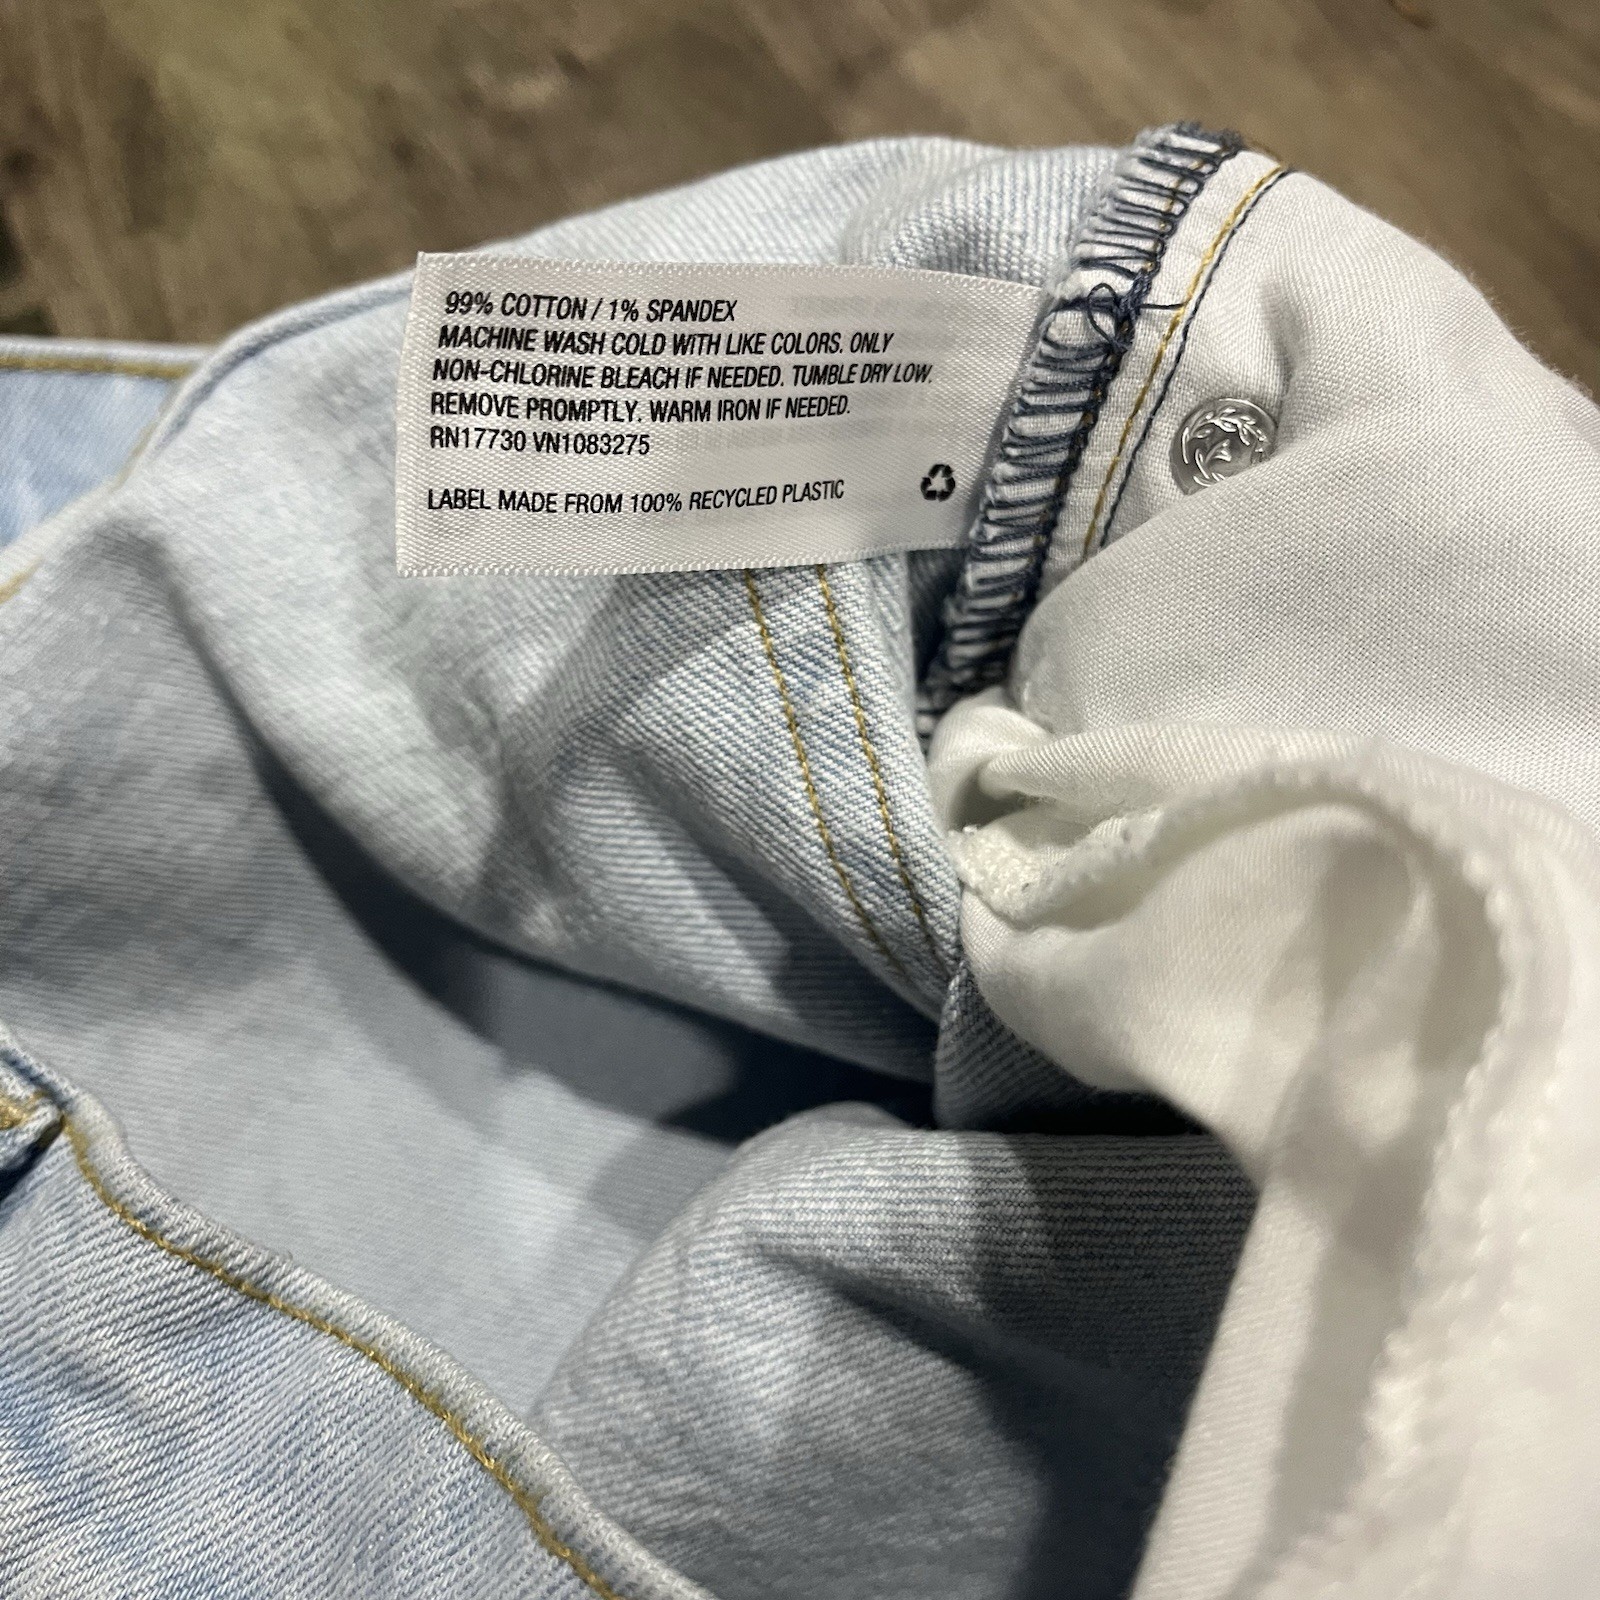 99% COTTON / 1% SPANDEX
MACHINE WASH COLD WITH LIKE COLORS. ONLY
NON-CHLORINE BLEACH IF NEEDED. TUMBLE DRY LOW.
REMOVE PROMPTLY. WARM IRON IF NEEDED.
RN17730 VN1083275
LABEL MADE FROM 100% RECYCLED PLASTIC